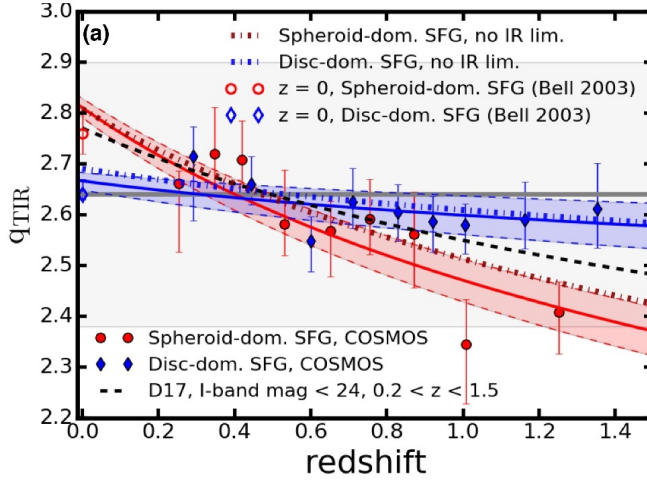 (a)
Spheroid-dom. SFG, no IR lim.
Disc-dom. SFG, no IR lim.
z = 0, Spheroid-dom. SFG (Bell 2003)
z = 0, Disc-dom. SFG (Bell 2003)
3.0
2.9
2.8
2.7
2.6
2.5
2.4
2.3
2.2
qTIR
Spheroid-dom. SFG, COSMOS
Disc-dom. SFG, COSMOS
D17, I-band mag < 24, 0.2 < z < 1.5
0.0 0.2 0.4 0.6 0.8 1.0 1.2 1.4
redshift